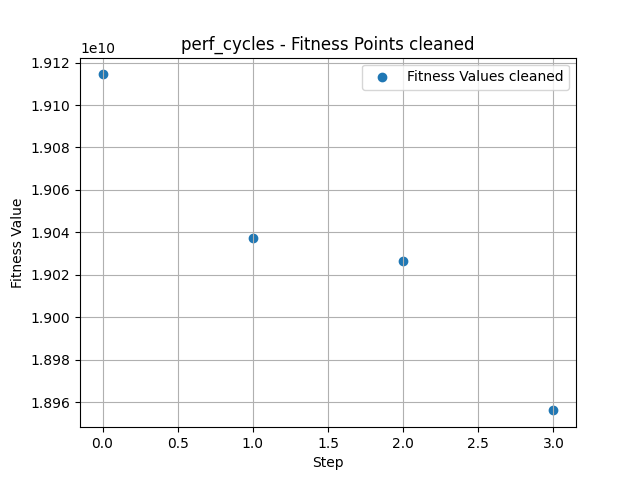 perf_cycles - Fitness Points cleaned
1e10
1.912
1.910
1.908
1.906
1.904
1.902
1.900
1.898
1.896
Fitness Value
Fitness Values cleaned
0.0 0.5 1.0 1.5 2.0 2.5 3.0
Step